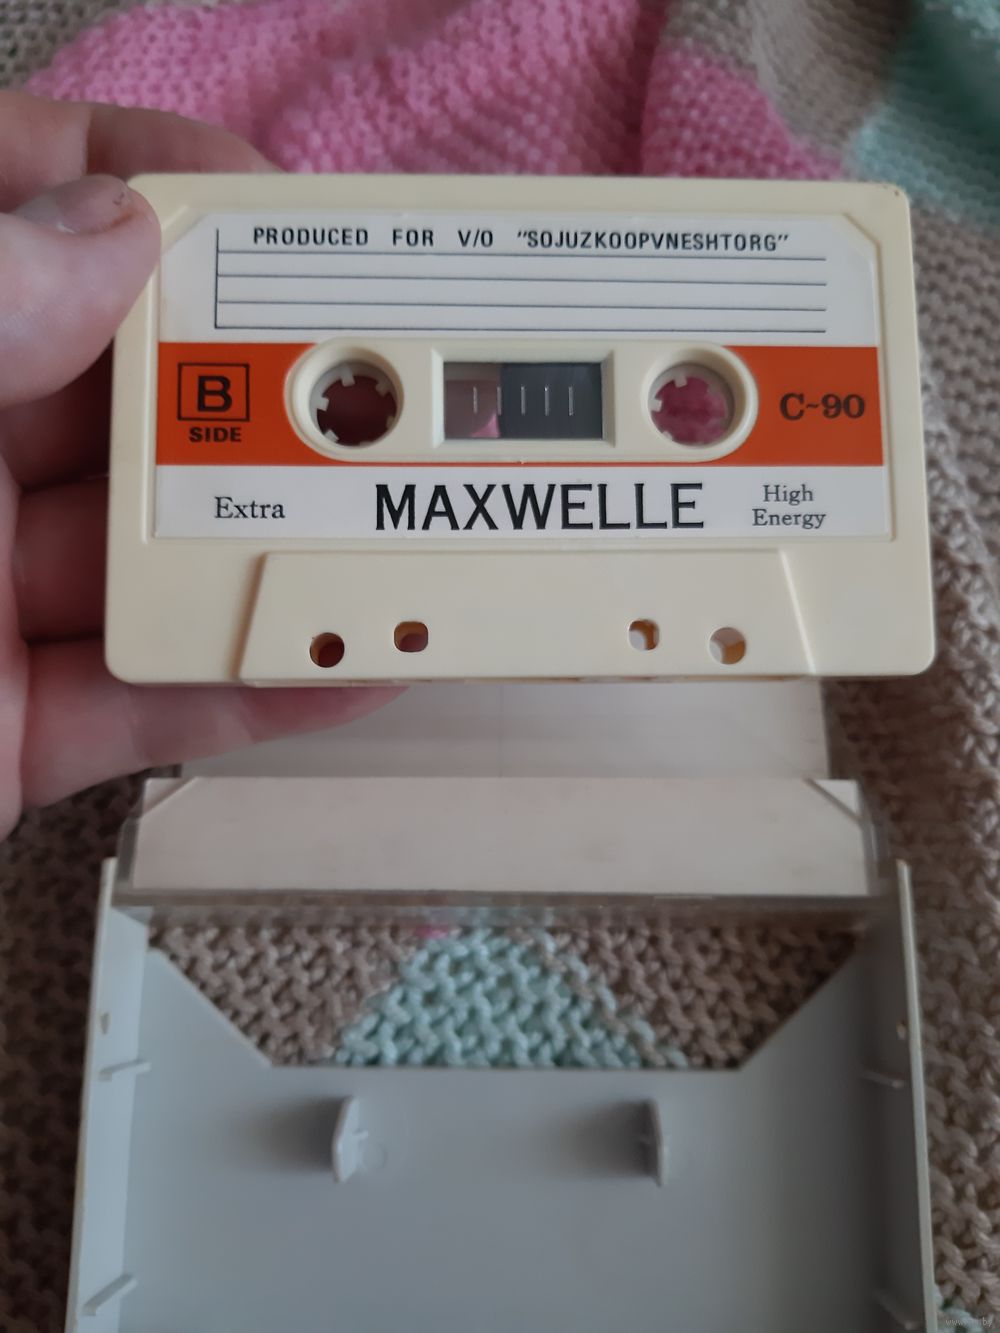 PRODUCED FOR V/O "SOJUZKOOPVNESHTORG"
B
SIDE
C~90
Extra
MAXWELLE
High
Energy